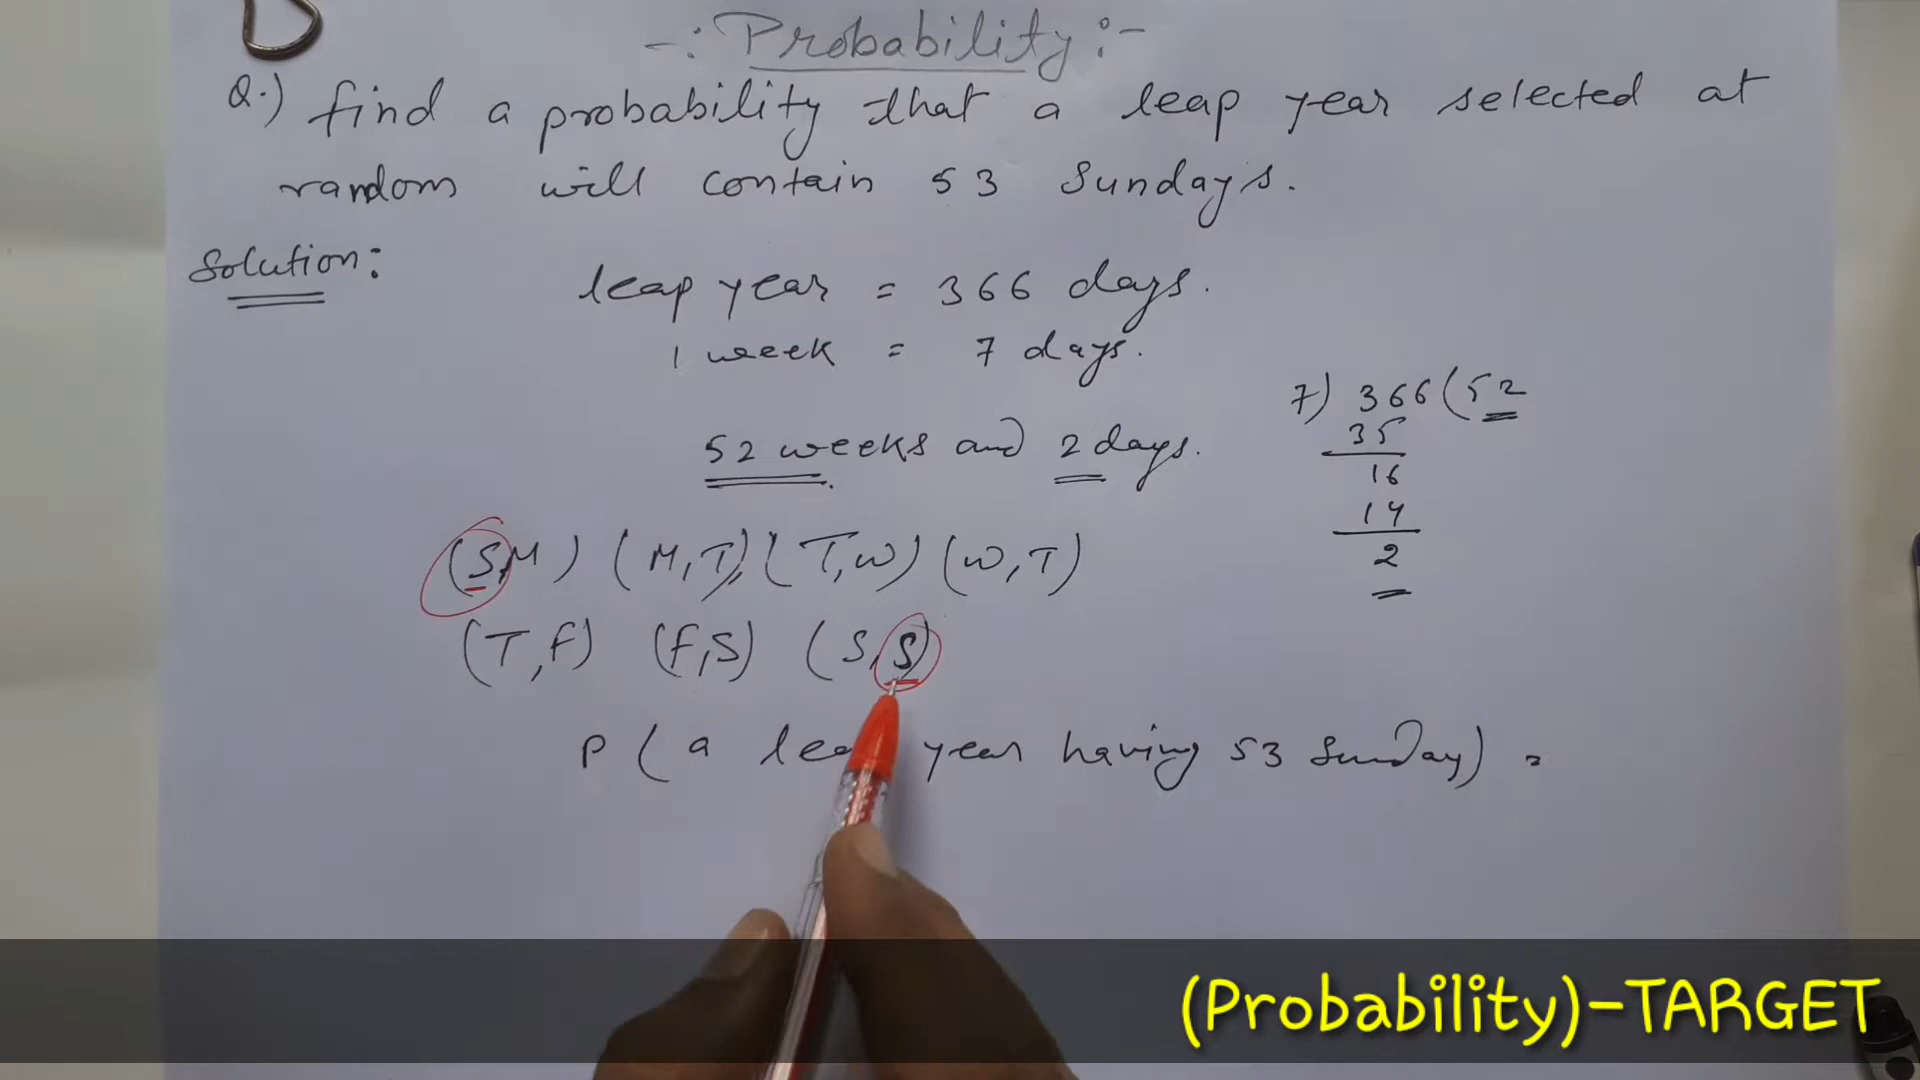 -: Probability :-
Q.) find a probability that a leap year selected at
random will contain 53 Sundays.
Solution:
leap year = 366 days.
1 week = 7 days.
7) 366 (52
35
16
14
2
52 weeks and 2 days.
(S,M) (M,T), (T,W) (W,T)
(T,F) (F,S) (S,S)
P ( a year having 53 Sunday) =
(Probability)-TARGET